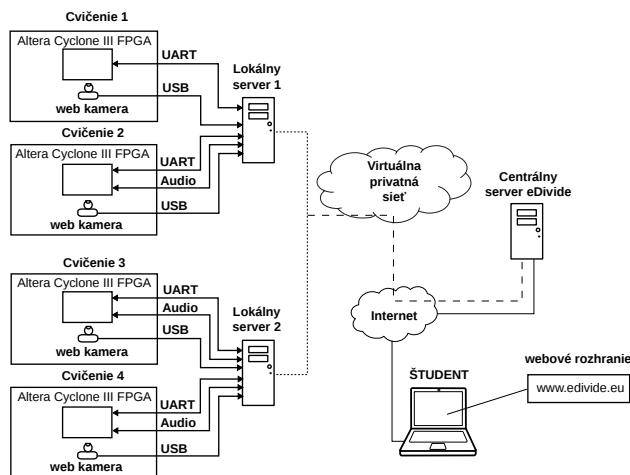 Cvičenie 1
Altera Cyclone III FPGA
UART
USB
web kamera
Cvičenie 2
Altera Cyclone III FPGA
UART
Audio
USB
web kamera
Lokálny
server 1
Cvičenie 3
Altera Cyclone III FPGA
UART
Audio
USB
web kamera
Cvičenie 4
Altera Cyclone III FPGA
UART
Audio
USB
web kamera
Lokálny
server 2
Virtuálna
privatná
sieť
Centrálny
server eDivide
Internet
ŠTUDENT
webové rozhranie
www.edivide.eu